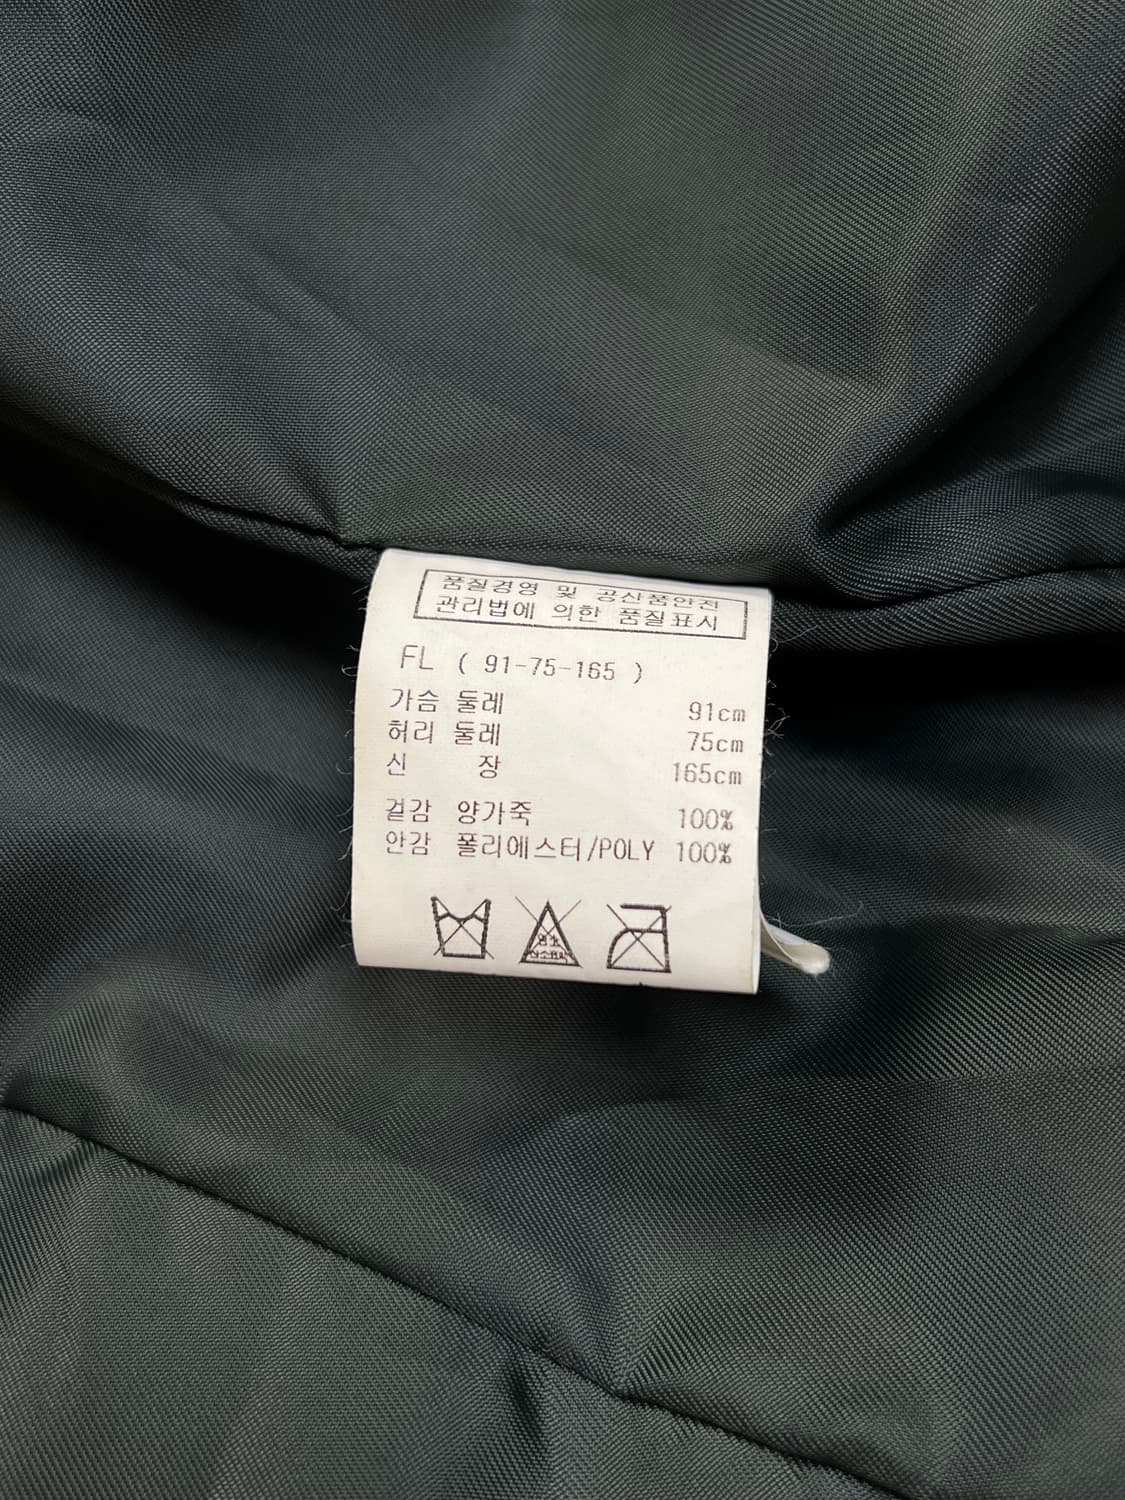 품질경영 및 공산품안전
관리법에 의한 품질표시
FL ( 91-75-165 )
가슴 둘레 91cm
허리 둘레 75cm
신 장 165cm
겉감 양가죽 100%
안감 폴리에스터/POLY 100%